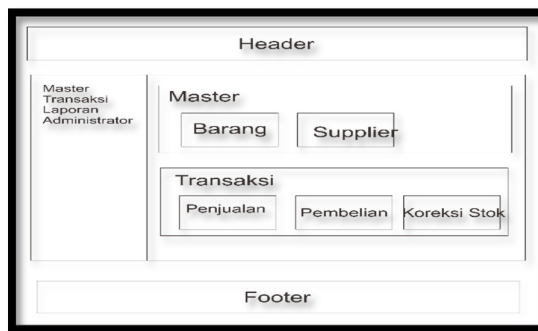 Header
Master
Transaksi
Laporan
Administrator
Master
Barang
Supplier
Transaksi
Penjualan
Pembelian
Koreksi Stok
Footer